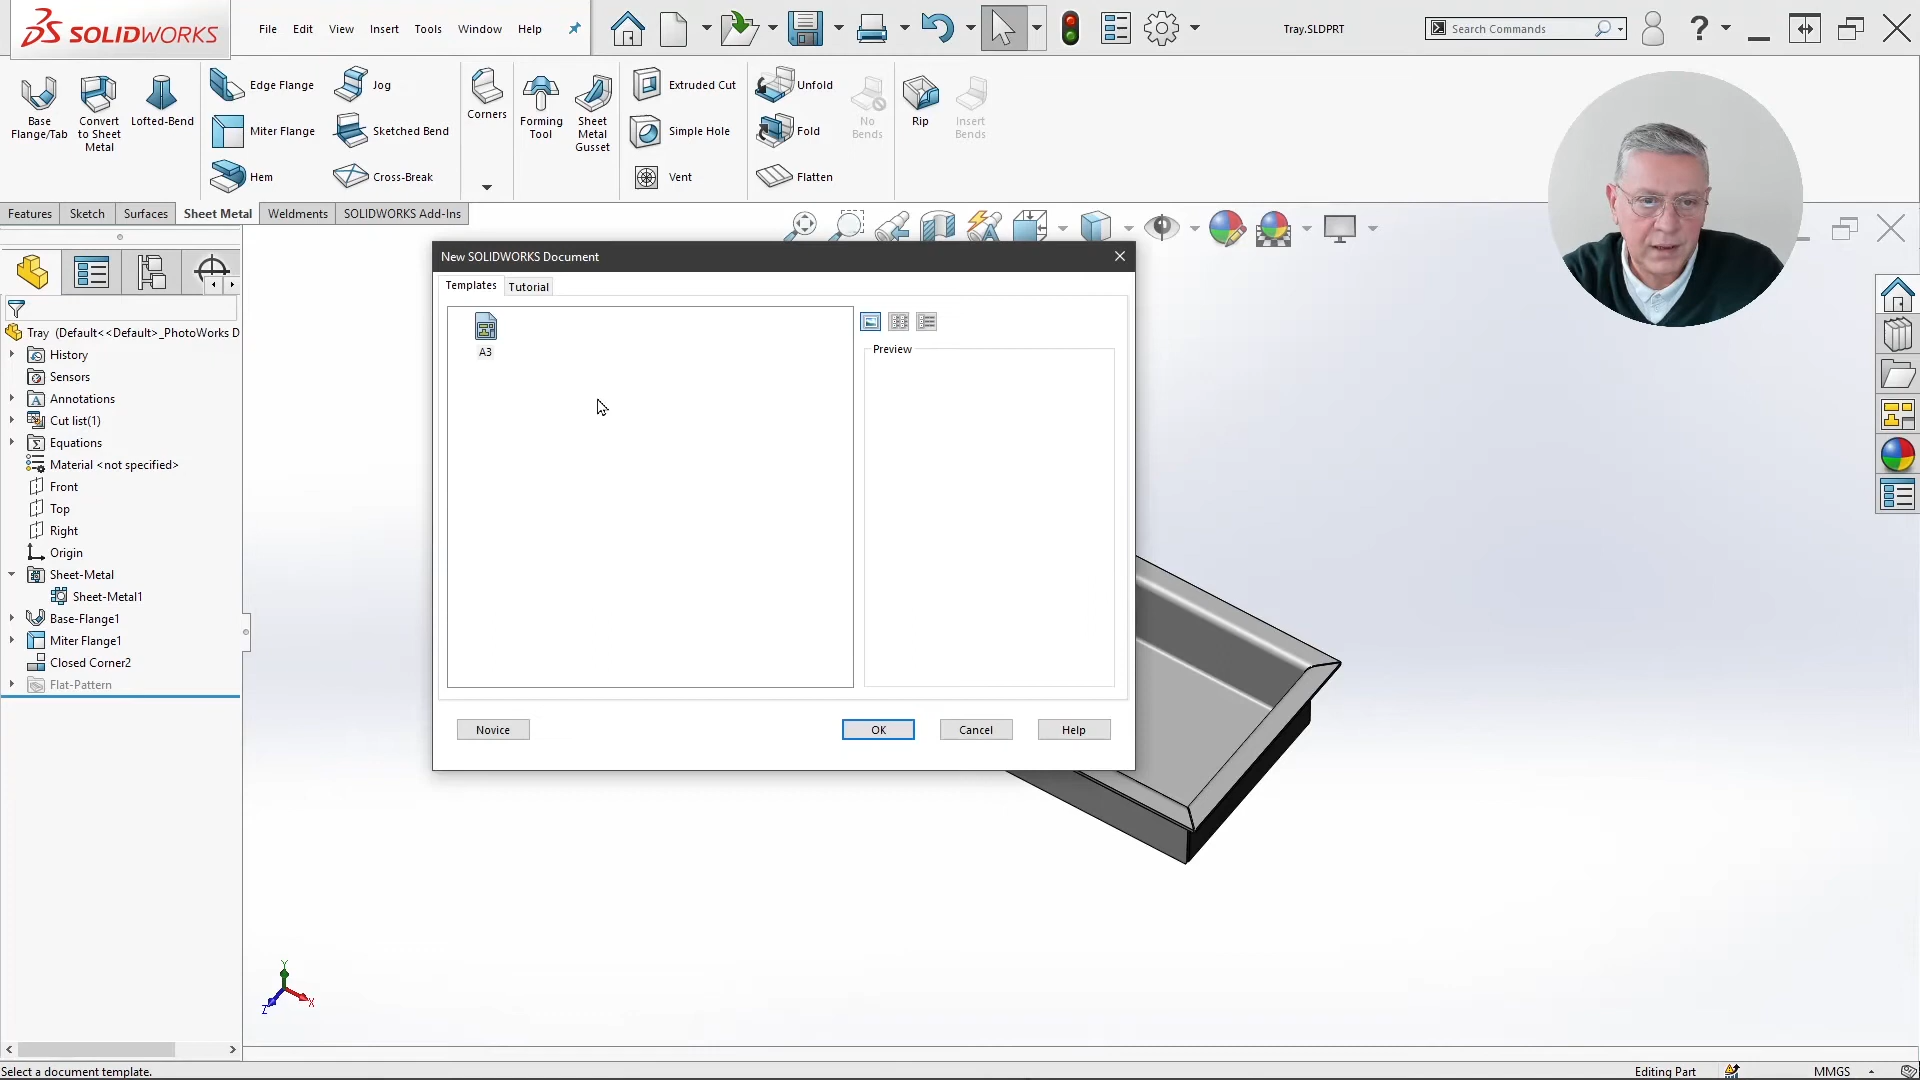 SOLIDWORKS
File Edit View Insert Tools Window Help
Tray.SLDPRT
Search Commands
?
Base Flange/Tab
Convert to Sheet Metal
Lofted-Bend
Edge Flange
Miter Flange
Hem
Jog
Sketched Bend
Cross-Break
Corners
Forming Tool
Sheet Metal Gusset
Extruded Cut
Simple Hole
Vent
Unfold
Fold
Flatten
No Bends
Rip
Insert Bends
Features Sketch Surfaces Sheet Metal Weldments SOLIDWORKS Add-Ins
Tray (Default<<Default>_PhotoWorks D
History
Sensors
Annotations
Cut list(1)
Equations
Material <not specified>
Front
Top
Right
Origin
Sheet-Metal
Sheet-Metal1
Base-Flange1
Miter Flange1
Closed Corner2
Flat-Pattern
New SOLIDWORKS Document
Templates Tutorial
A3
Preview
Novice OK Cancel Help
Y
X
Z
Select a document template.
Editing Part
MMGS